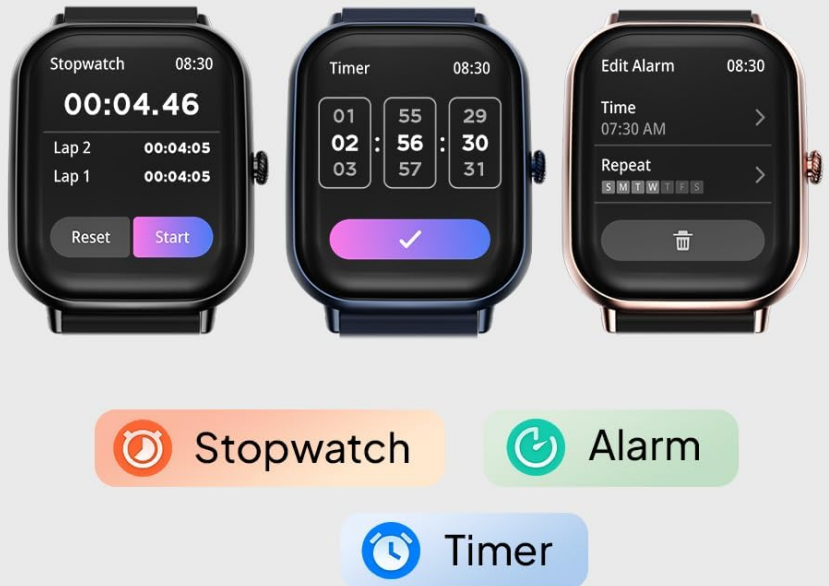 Stopwatch 08:30
00:04.46
Lap 2 00:04:05
Lap 1 00:04:05
Reset Start
Timer 08:30
01 55 29
02 : 56 : 30
03 57 31
Edit Alarm 08:30
Time
07:30 AM
Repeat
S M T W T F S
Stopwatch
Alarm
Timer